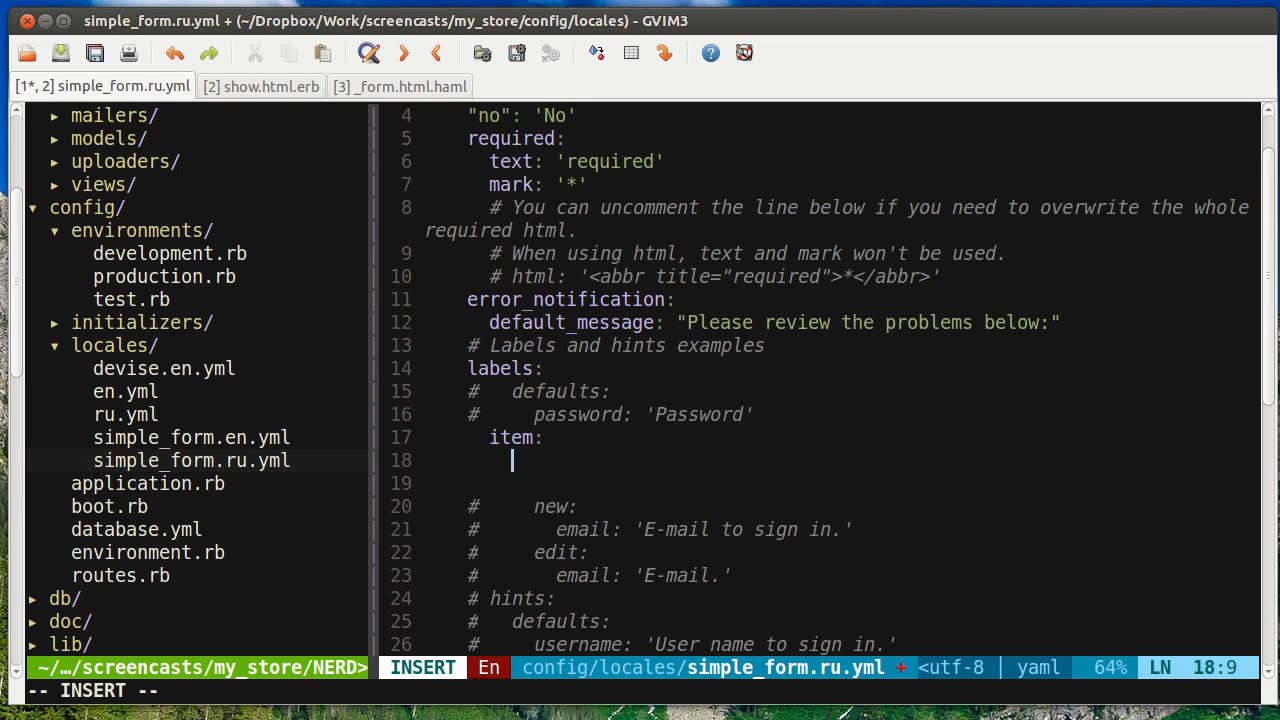 simple_form.ru.yml + (~/Dropbox/Work/screencasts/my_store/config/locales) - GVIM3
[1*, 2] simple_form.ru.yml [2] show.html.erb [3] _form.html.haml
▸ mailers/
▸ models/
▸ uploaders/
▸ views/
▾ config/
▾ environments/
development.rb
production.rb
test.rb
▸ initializers/
▾ locales/
devise.en.yml
en.yml
ru.yml
simple_form.en.yml
simple_form.ru.yml
application.rb
boot.rb
database.yml
environment.rb
routes.rb
▸ db/
▸ doc/
▸ lib/
4 "no": 'No'
5 required:
6 text: 'required'
7 mark: '*'
8 # You can uncomment the line below if you need to overwrite the whole
required html.
9 # When using html, text and mark won't be used.
10 # html: '<abbr title="required">*</abbr>'
11 error_notification:
12 default_message: "Please review the problems below:"
13 # Labels and hints examples
14 labels:
15 # defaults:
16 # password: 'Password'
17 item:
18
19
20 # new:
21 # email: 'E-mail to sign in.'
22 # edit:
23 # email: 'E-mail.'
24 # hints:
25 # defaults:
26 # username: 'User name to sign in.'
~/…/screencasts/my_store/NERD> INSERT En config/locales/simple_form.ru.yml + <utf-8 | yaml 64% LN 18:9
-- INSERT --